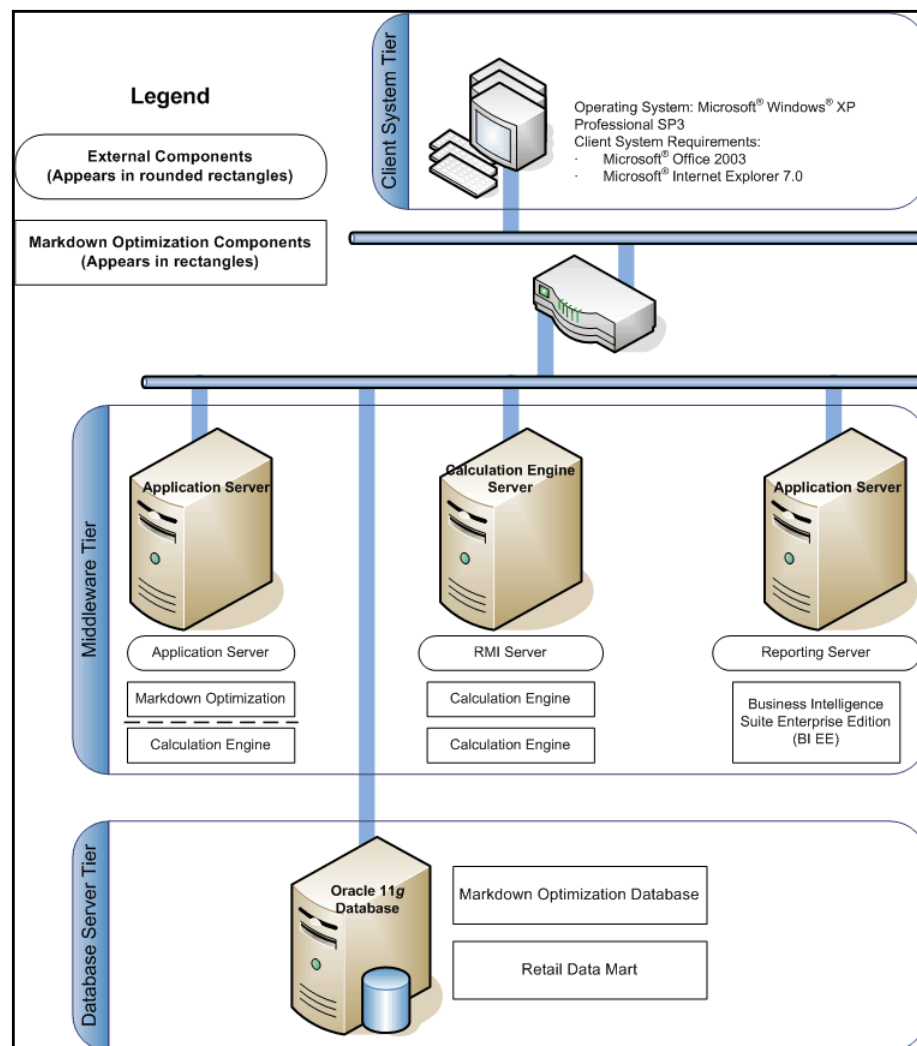 Legend
External Components
(Appears in rounded rectangles)
Markdown Optimization Components
(Appears in rectangles)
Client System Tier
Operating System: Microsoft® Windows® XP
Professional SP3
Client System Requirements:
· Microsoft® Office 2003
· Microsoft® Internet Explorer 7.0
Middleware Tier
Application Server
Calculation Engine
Server
Application Server
Application Server
RMI Server
Reporting Server
Markdown Optimization
Calculation Engine
Calculation Engine
Calculation Engine
Business Intelligence
Suite Enterprise Edition
(BI EE)
Database Server Tier
Oracle 11g
Database
Markdown Optimization Database
Retail Data Mart